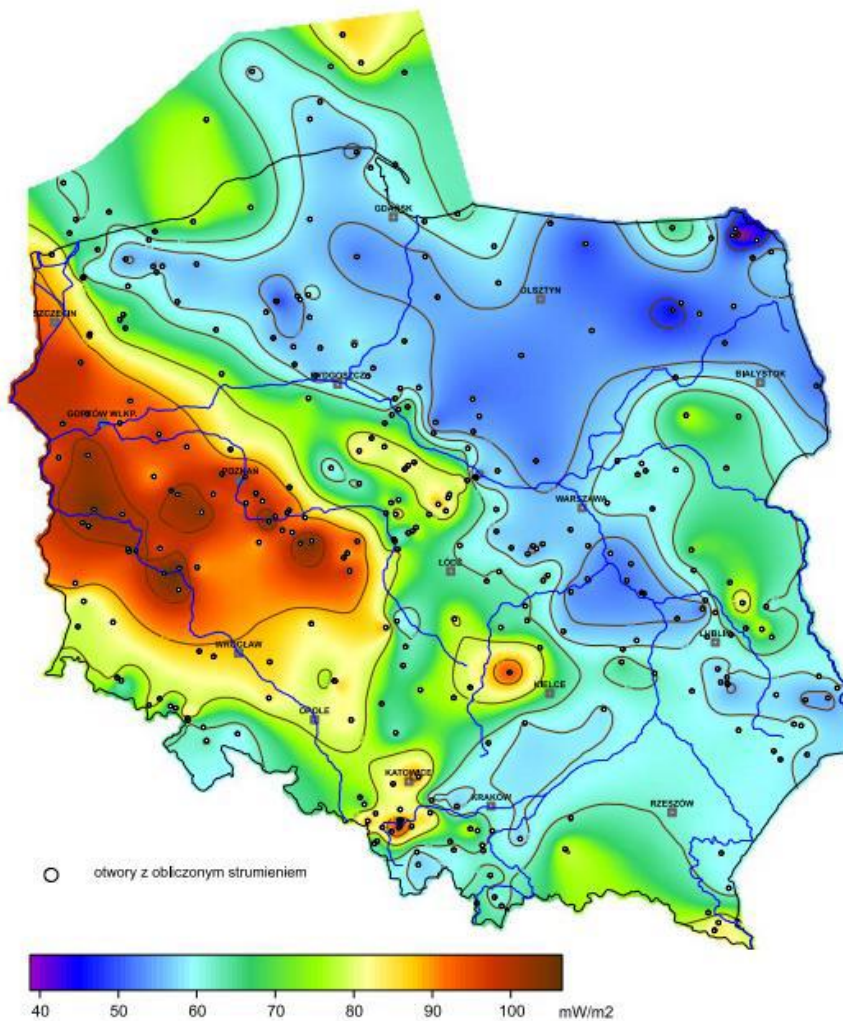 GDAŃSK
OLSZTYN
SZCZECIN
BYDGOSZCZ
BIAŁYSTOK
GORZÓW WLKP.
POZNAŃ
WARSZAWA
ŁÓDŹ
LUBLIN
WROCŁAW
KIELCE
OPOLE
KATOWICE
KRAKÓW
RZESZÓW
otwory z obliczonym strumieniem
40 50 60 70 80 90 100 mW/m2